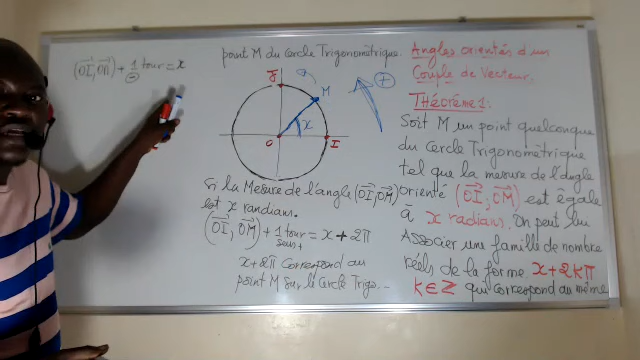 (OI, OM) + 1 tour = x
(-)
point M du Cercle Trigonométrique.
J
M
+
x
O
I
Si la Mesure de l'angle (OI, OM)
est x randians.
(OI, OM) + 1 tour = x + 2π
sens +
x + 2π Correspond au
point M sur le Cercle Trigo.
Angles orientés d'un
Couple de Vecteur.
THéorème 1:
Soit M un point quelconque
du Cercle Trigonométrique
tel que la mesure de l'angle
orienté (OI, OM) est égale
à x radians. On peut lui
Associer une famille de nombre
réels de la forme x + 2kπ
k ∈ Z qui correspond au même